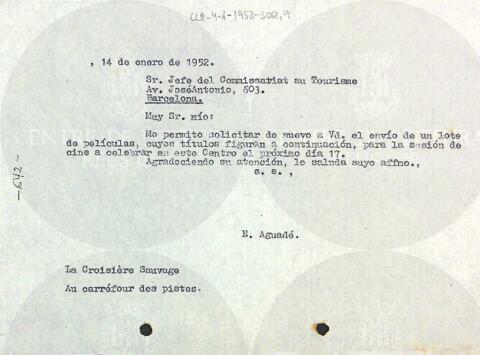 CLR-4-1-1952-SOR,9
, 14 de enero de 1952.
Sr. Jefe del Commissariat au Tourisme
Av. JoséAntonio, 603.
Barcelona.
Muy Sr. mío:
Me permito solicitar de nuevo a Vd. el envío de un lote
de películas, cuyos títulos figuran a continuación, para la sesión de
cine a celebrar en este Centro el próximo día 17.
Agradeciendo su atención, le saluda suyo affmo.,
s. s. ,
-642-
E. Aguadé.
La Croisière Sauvage
Au carréfour des pistes.